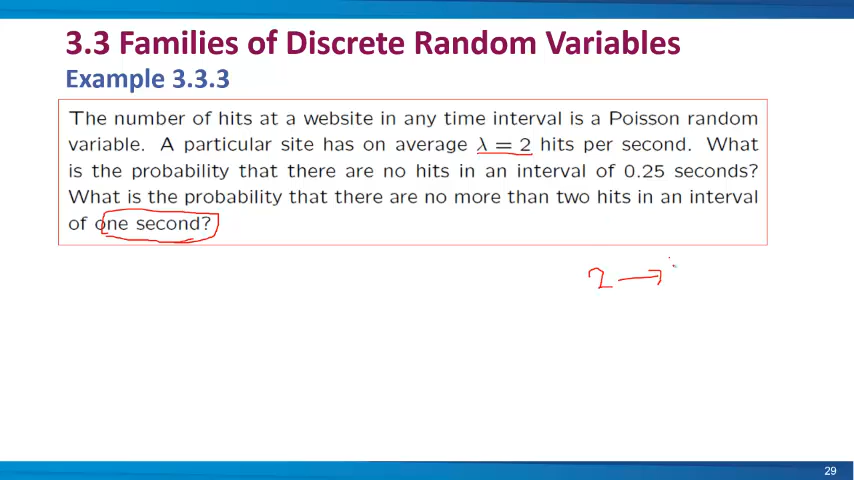 3.3 Families of Discrete Random Variables
Example 3.3.3
The number of hits at a website in any time interval is a Poisson random
variable. A particular site has on average λ = 2 hits per second. What
is the probability that there are no hits in an interval of 0.25 seconds?
What is the probability that there are no more than two hits in an interval
of one second?
2 →
29